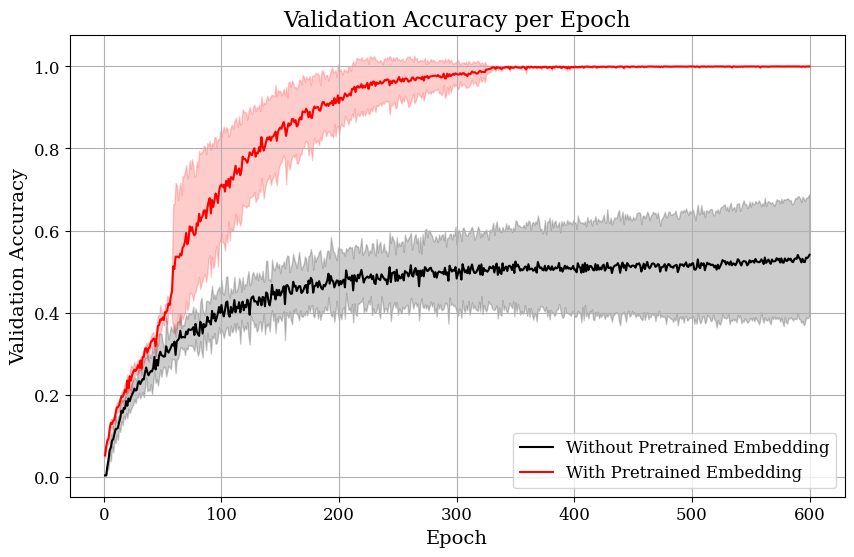 Validation Accuracy per Epoch
Validation Accuracy
1.0
0.8
0.6
0.4
0.2
0.0
Without Pretrained Embedding
With Pretrained Embedding
0 100 200 300 400 500 600
Epoch